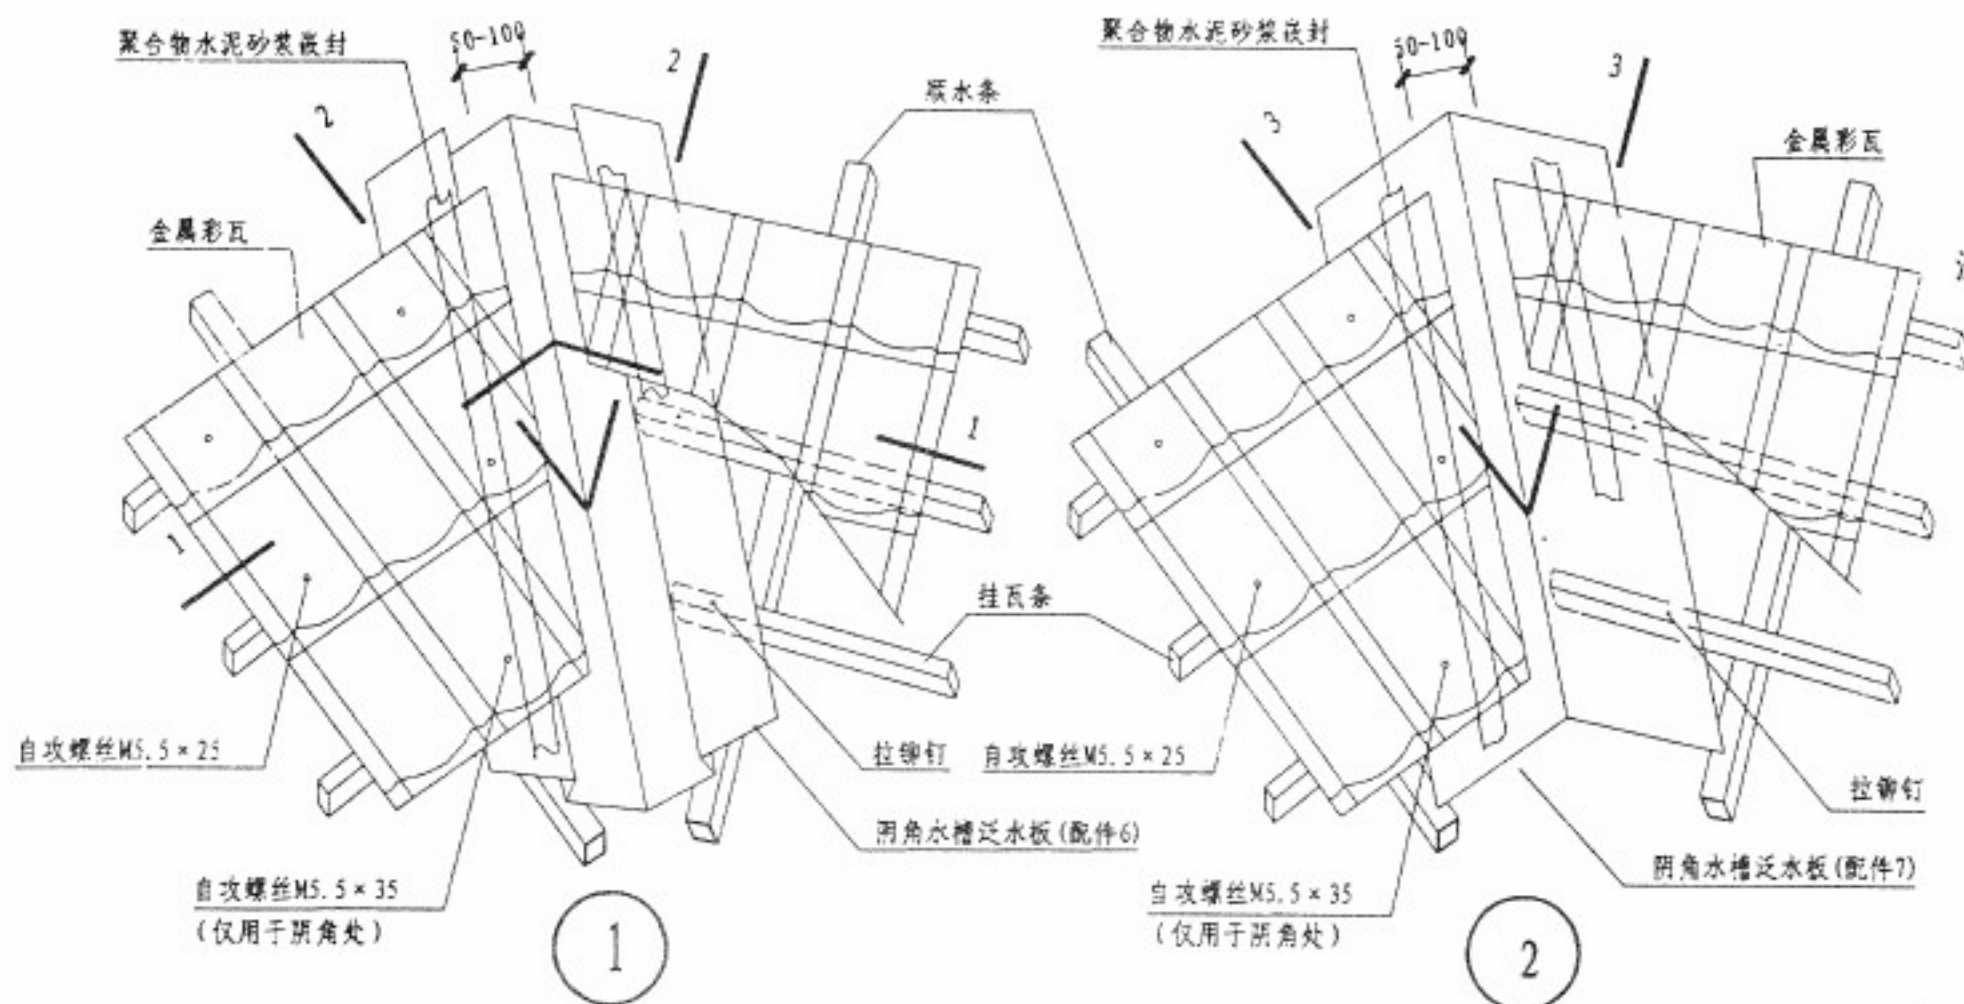 聚合物水泥砂浆嵌封
50-100
2
2
顺水条
金属彩瓦
1
1
挂瓦条
自攻螺丝M5.5×25
拉铆钉
阴角水槽泛水板(配件6)
自攻螺丝M5.5×35
(仅用于阴角处)
1
聚合物水泥砂浆嵌封
50-100
3
3
金属彩瓦
自攻螺丝M5.5×25
拉铆钉
阴角水槽泛水板(配件7)
自攻螺丝M5.5×35
(仅用于阴角处)
2